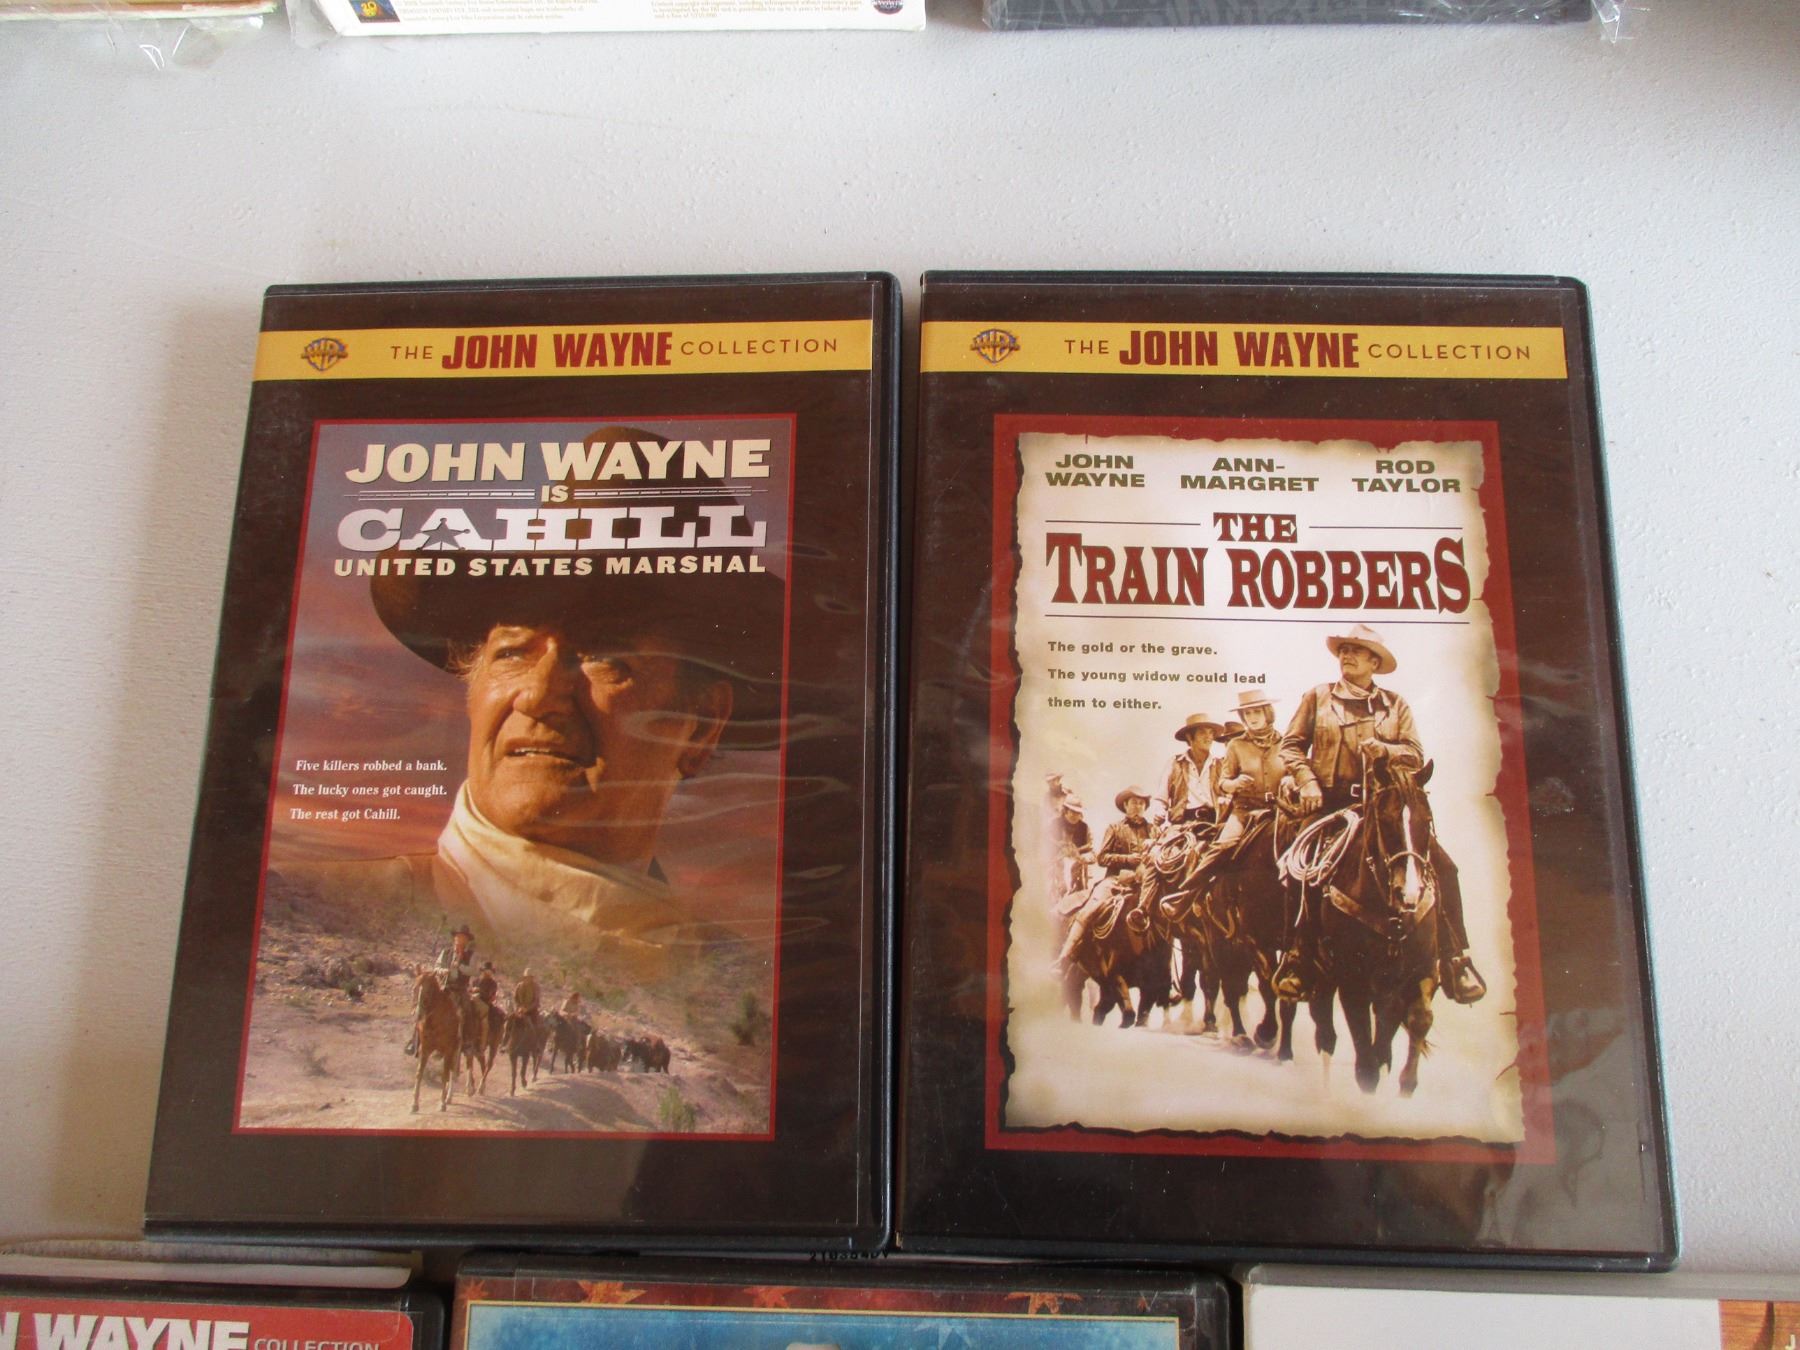 THE JOHN WAYNE COLLECTION
JOHN WAYNE
IS
CAHILL
UNITED STATES MARSHAL
Five killers robbed a bank.
The lucky ones got caught.
The rest got Cahill.
THE JOHN WAYNE COLLECTION
JOHN WAYNE
ANN-MARGRET
ROD TAYLOR
THE
TRAIN ROBBERS
The gold or the grave.
The young widow could lead
them to either.
N WAYNE COLLECTION